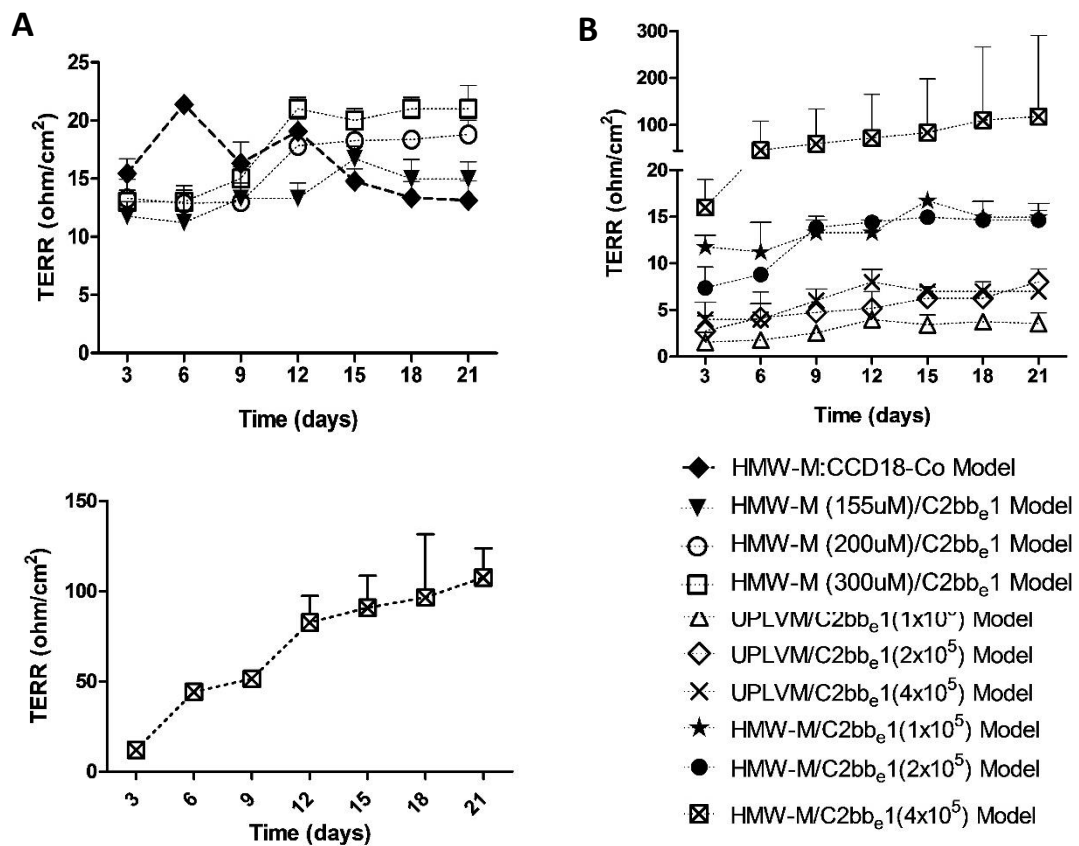 A
25
20
15
10
5
0
TERR (ohm/cm²)
3 6 9 12 15 18 21
Time (days)
B
300
200
100
20
15
10
5
0
TERR (ohm/cm²)
3 6 9 12 15 18 21
Time (days)
150
100
50
0
TERR (ohm/cm²)
3 6 9 12 15 18 21
Time (days)
HMW-M:CCD18-Co Model
HMW-M (155uM)/C2bbₑ1 Model
HMW-M (200uM)/C2bbₑ1 Model
HMW-M (300uM)/C2bbₑ1 Model
UPLVM/C2bbₑ1(1x10 Model
UPLVM/C2bbₑ1(2x10⁵) Model
UPLVM/C2bbₑ1(4x10⁵) Model
HMW-M/C2bbₑ1(1x10⁵) Model
HMW-M/C2bbₑ1(2x10⁵) Model
HMW-M/C2bbₑ1(4x10⁵) Model